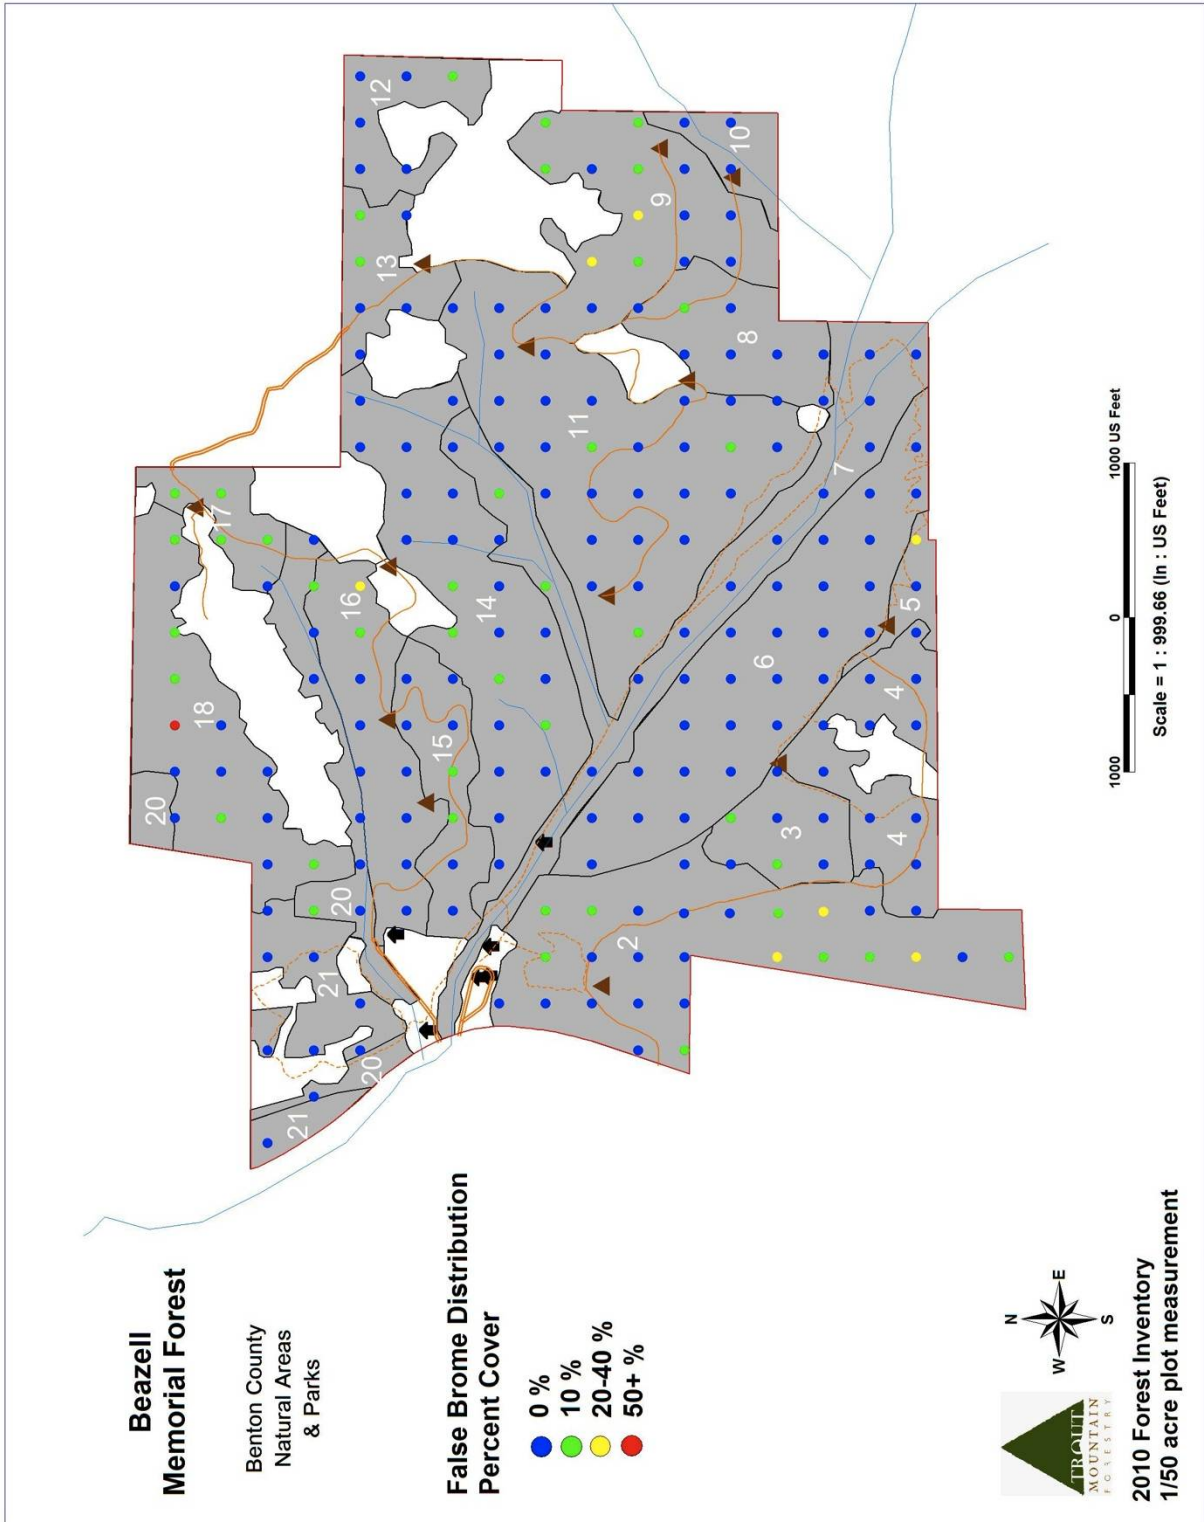 Beazell
Memorial Forest
Benton County
Natural Areas
& Parks
False Brome Distribution
Percent Cover
0 %
10 %
20-40 %
50+ %
12
13
10
9
8
11
7
17
16
14
6
5
4
18
15
3
4
20
20
2
21
20
21
1000
0
1000 US Feet
Scale = 1 : 999.66 (In : US Feet)
N
W
E
S
TROUT
MOUNTAIN
FORESTRY
2010 Forest Inventory
1/50 acre plot measurement